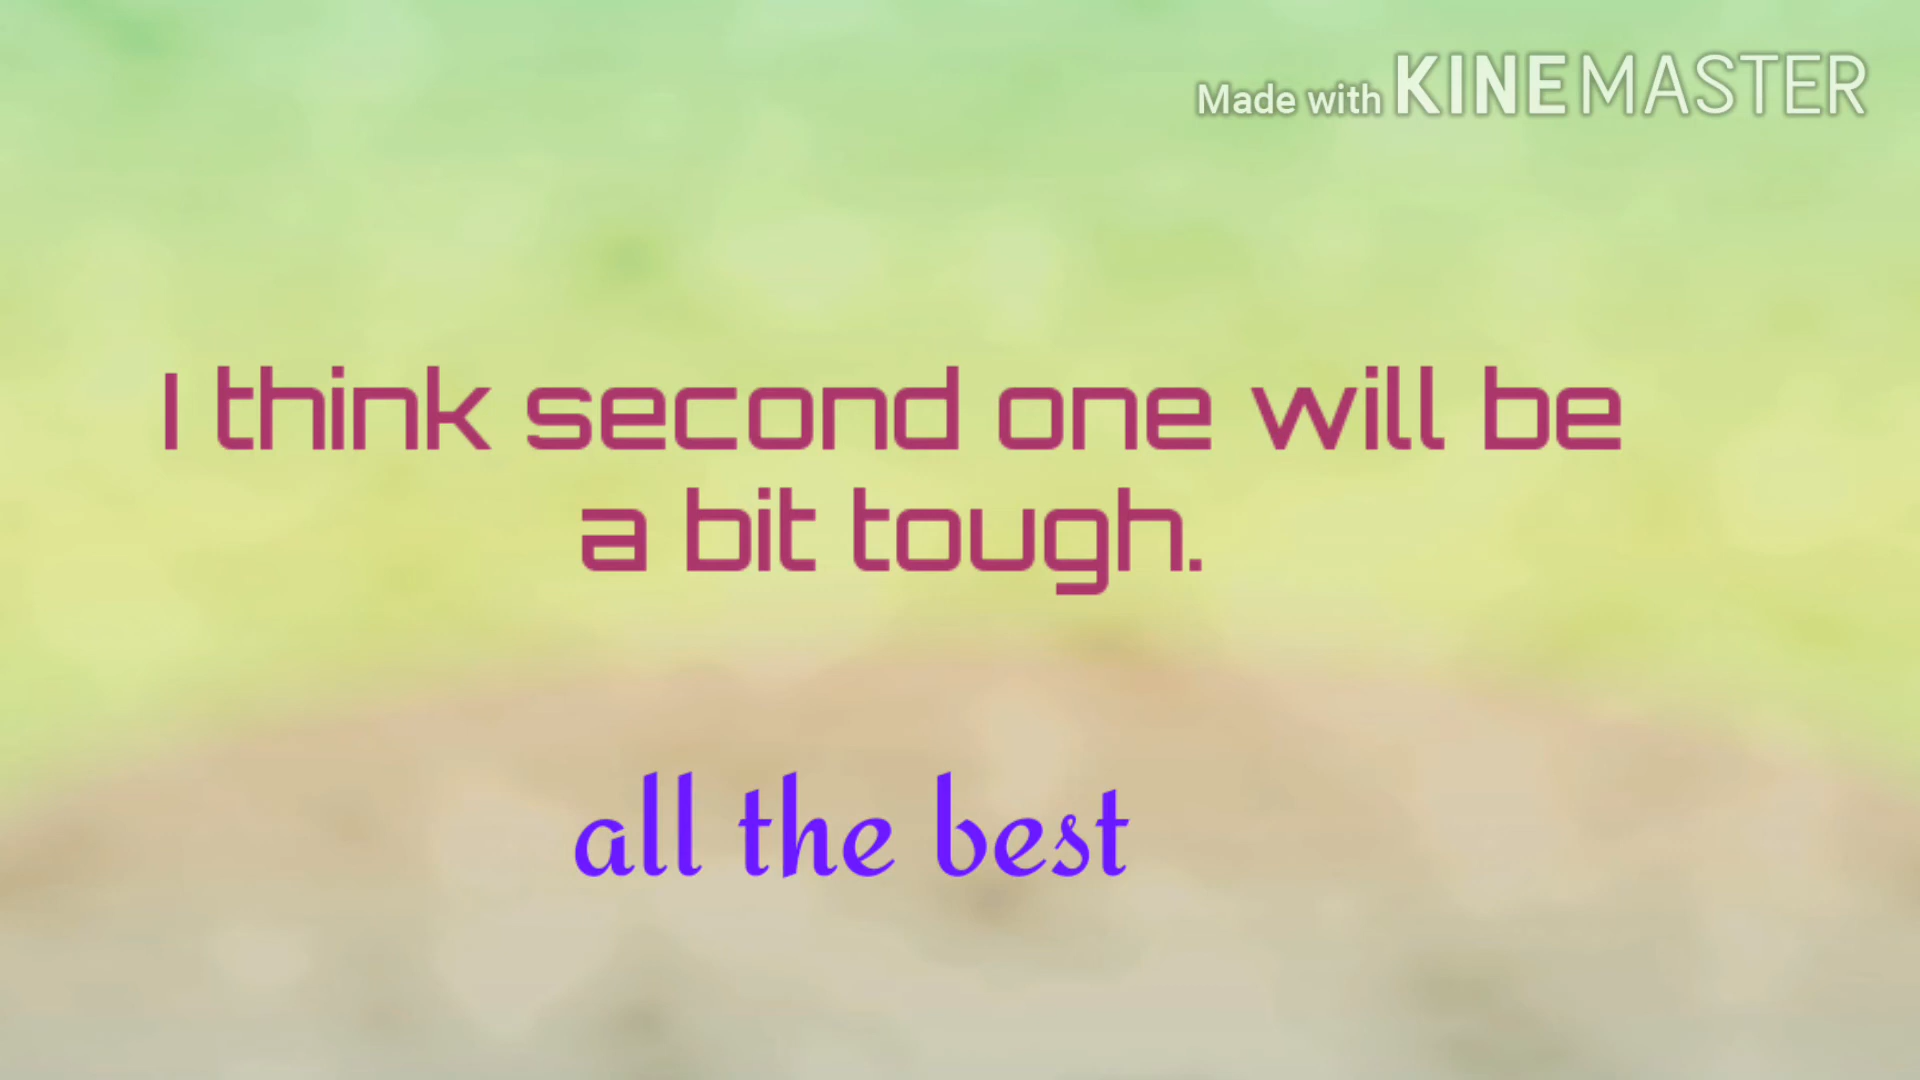 Made with KINEMASTER
I think second one will be
a bit tough.
all the best